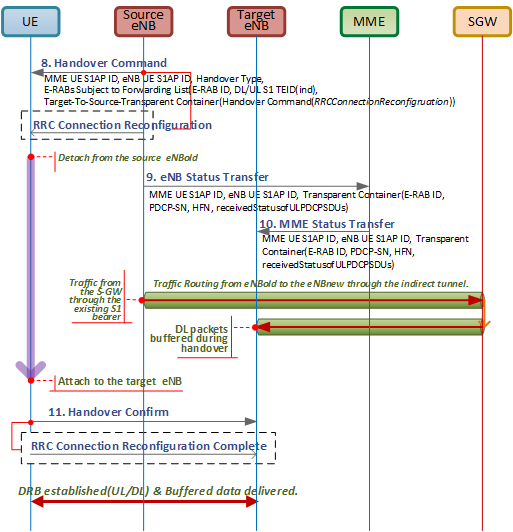 UE
Source
eNB
Target
eNB
MME
SGW
8. Handover Command
MME UE S1AP ID, eNB UE S1AP ID, Handover Type,
E-RABs Subject to Forwarding List(E-RAB ID, DL/UL S1 TEID(ind),
Target-To-Source-Transparent Container(Handover Command(RRCConnectionReconfigruation))
RRC Connection Reconfiguration
Detach from the source eNBold
9. eNB Status Transfer
MME UE S1AP ID, eNB UE S1AP ID, Transparent Container(E-RAB ID,
PDCP-SN, HFN, receivedStatusofULPDCPSDUs)
10. MME Status Transfer
MME UE S1AP ID, eNB UE S1AP ID, Transparent
Container(E-RAB ID, PDCP-SN, HFN,
receivedStatusofULPDCPSDUs)
Traffic Routing from eNBold to the eNBnew through the indirect tunnel.
Traffic from
the S-GW
through the
existing S1
bearer
DL packets
buffered during
handover
Attach to the target eNB
11. Handover Confirm
RRC Connection Reconfiguration Complete
DRB established(UL/DL) & Buffered data delivered.